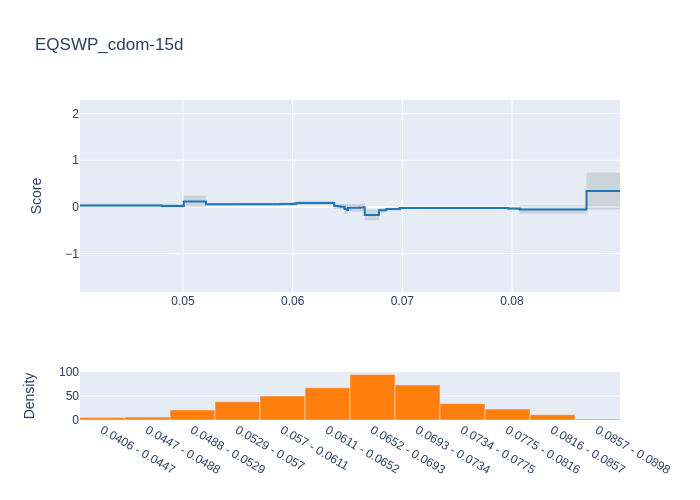 EQSWP_cdom-15d
Score
2
1
0
−1
0.05
0.06
0.07
0.08
Density
100
50
0
0.0406 - 0.0447
0.0447 - 0.0488
0.0488 - 0.0529
0.0529 - 0.057
0.057 - 0.0611
0.0611 - 0.0652
0.0652 - 0.0693
0.0693 - 0.0734
0.0734 - 0.0775
0.0775 - 0.0816
0.0816 - 0.0857
0.0857 - 0.0898